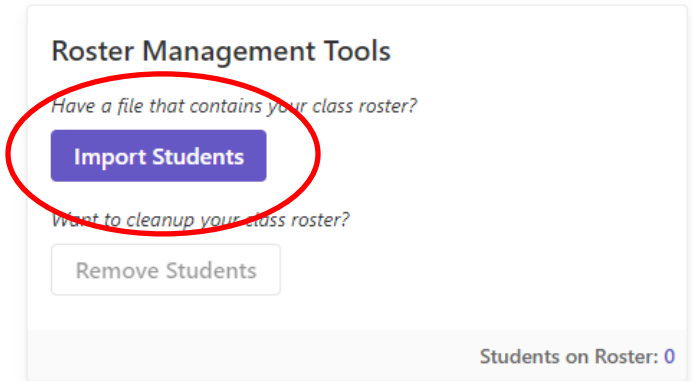 Roster Management Tools
Have a file that contains your class roster?
Import Students
Want to cleanup your class roster?
Remove Students
Students on Roster: 0